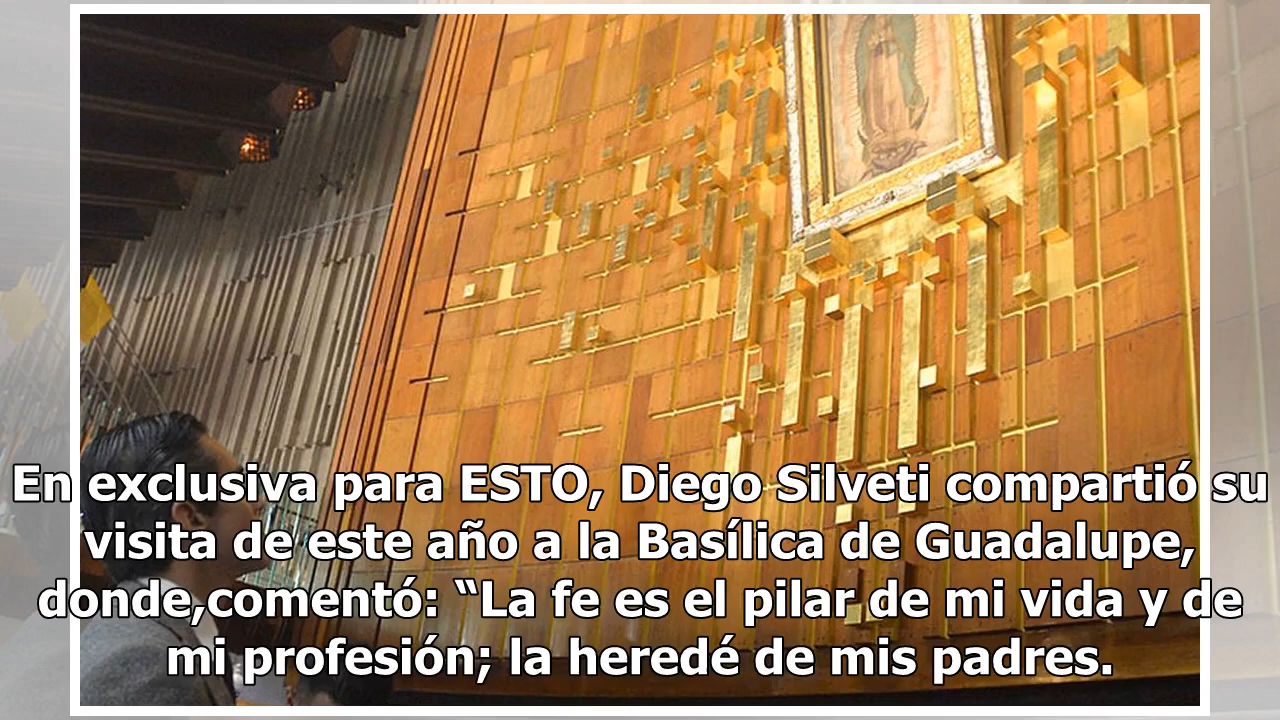 En exclusiva para ESTO, Diego Silveti compartió su
visita de este año a la Basílica de Guadalupe,
donde,comentó: “La fe es el pilar de mi vida y de
mi profesión; la heredé de mis padres.